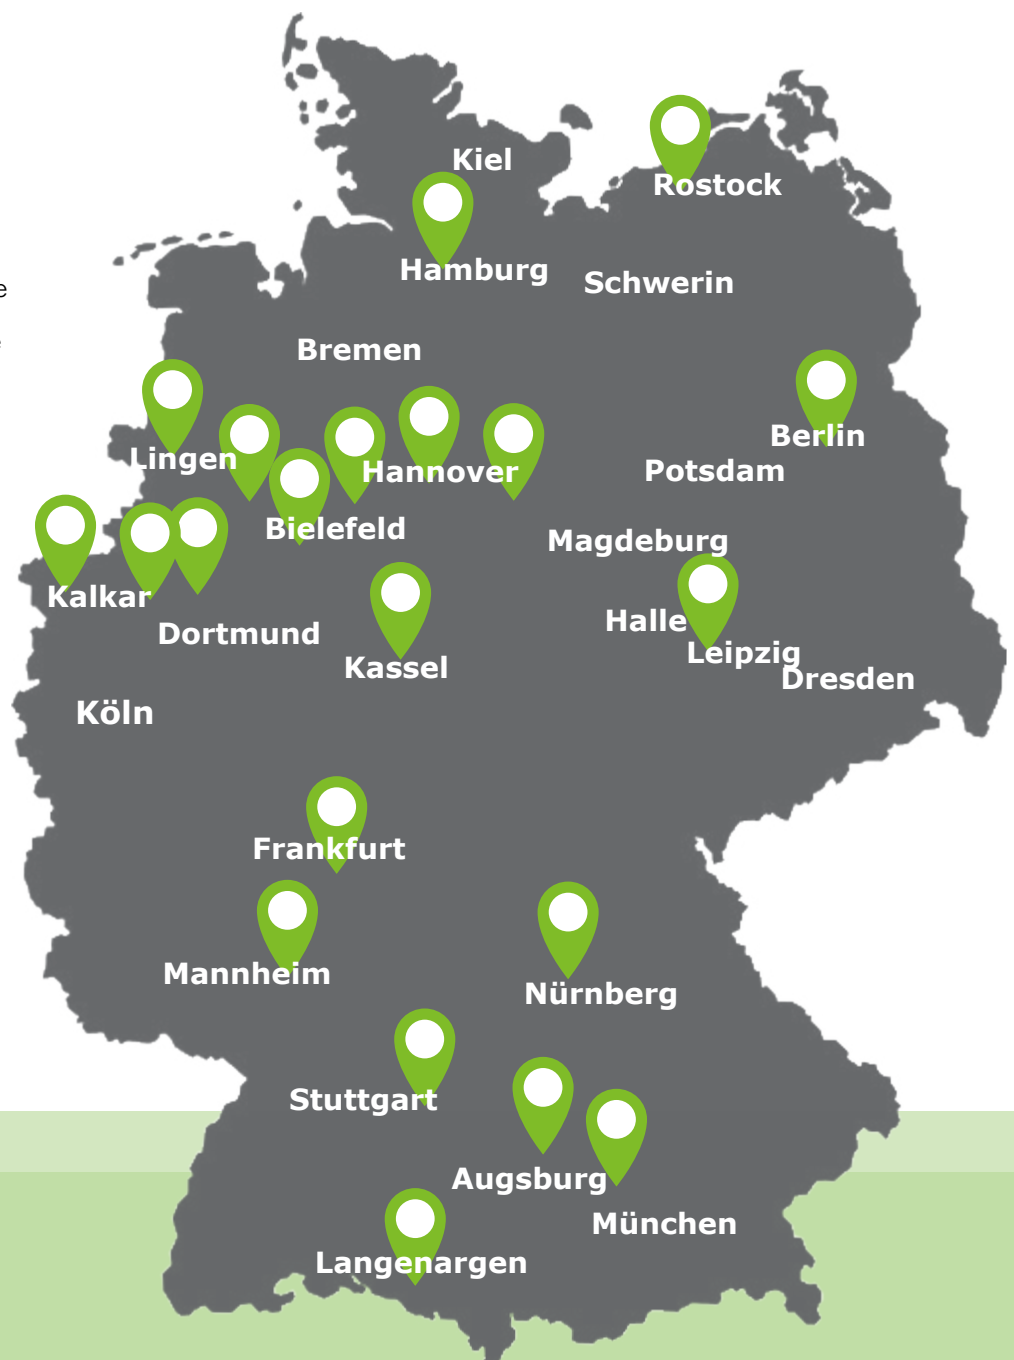 Kiel
Rostock
Hamburg
Schwerin
e
Bremen
Berlin
Lingen
Hannover
Potsdam
Bielefeld
Magdeburg
Kalkar
Halle
Dortmund
Leipzig
Kassel
Dresden
Köln
Frankfurt
Mannheim
Nürnberg
Stuttgart
Augsburg
München
Langenargen